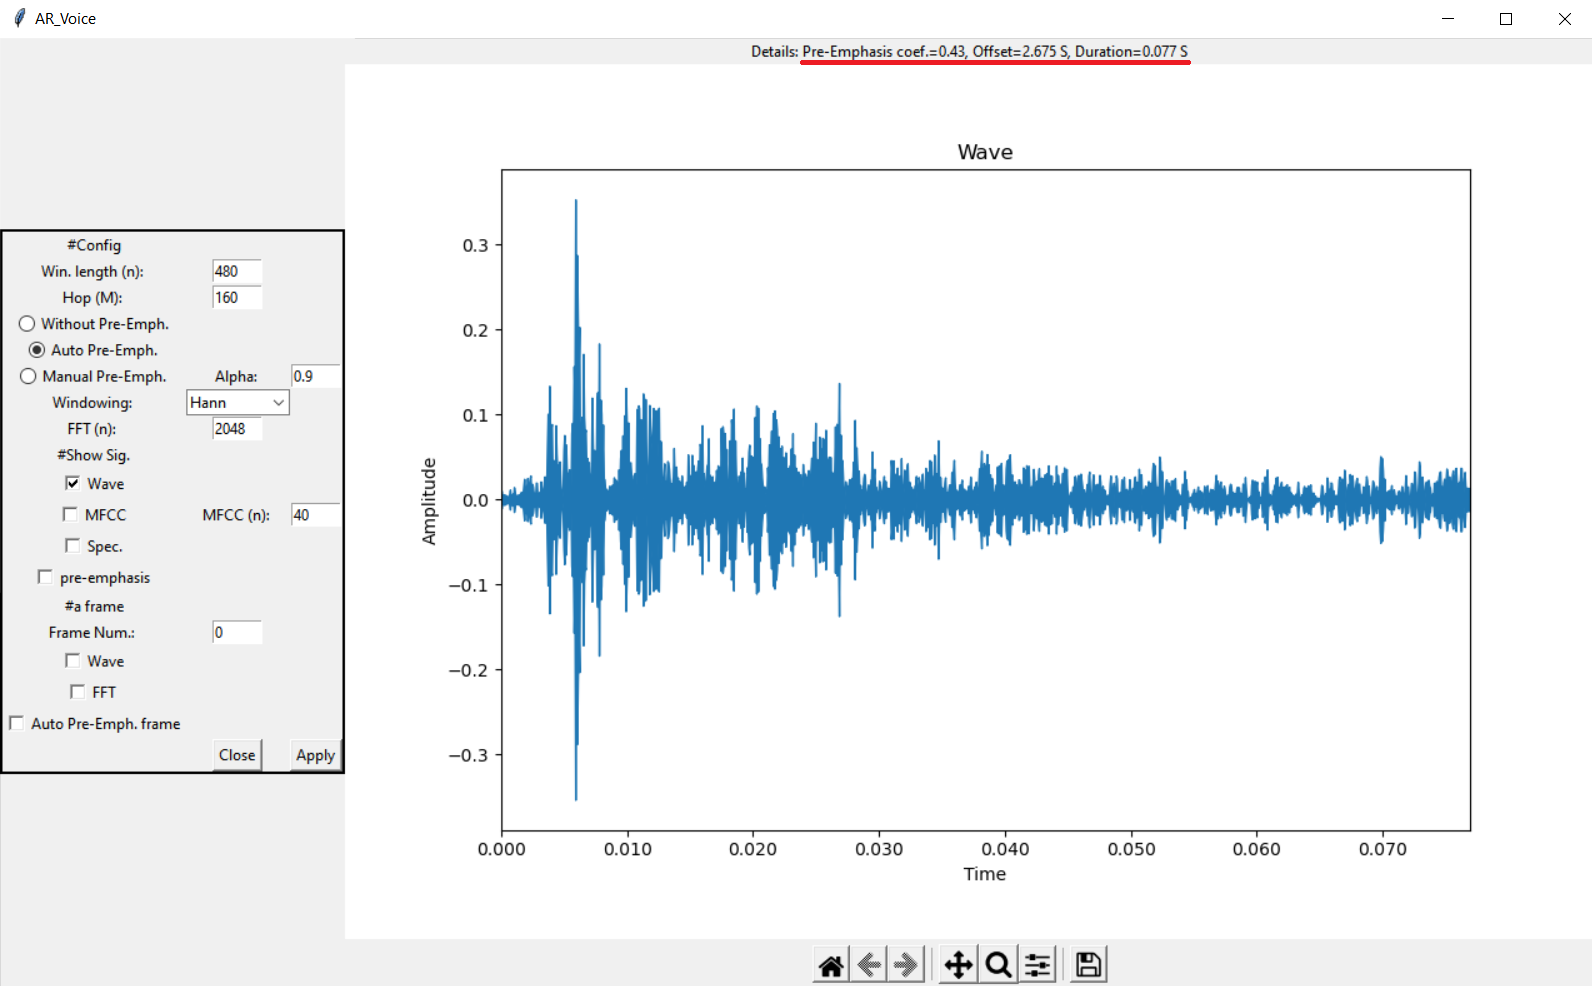 AR_Voice
Details: Pre-Emphasis coef.=0.43, Offset=2.675 S, Duration=0.077 S
#Config
Win. length (n): 480
Hop (M): 160
Without Pre-Emph.
Auto Pre-Emph.
Manual Pre-Emph. Alpha: 0.9
Windowing: Hann
FFT (n): 2048
#Show Sig.
Wave
MFCC MFCC (n): 40
Spec.
pre-emphasis
#a frame
Frame Num.: 0
Wave
FFT
Auto Pre-Emph. frame
Close Apply
Wave
0.3
0.2
0.1
0.0
−0.1
−0.2
−0.3
Amplitude
0.000 0.010 0.020 0.030 0.040 0.050 0.060 0.070
Time